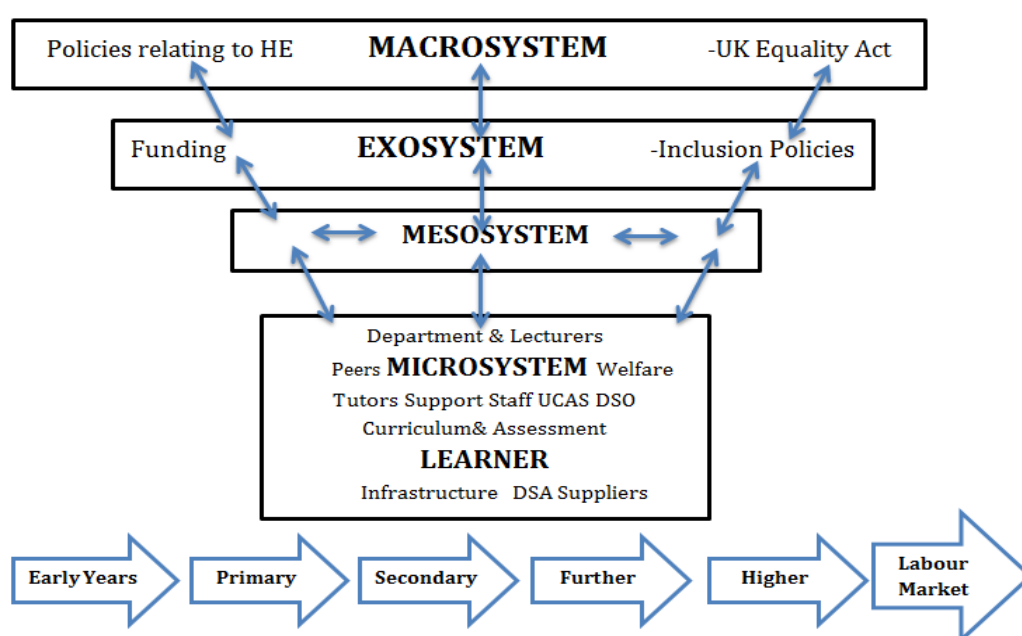 Policies relating to HE MACROSYSTEM -UK Equality Act
Funding EXOSYSTEM -Inclusion Policies
MESOSYSTEM
Department & Lecturers
Peers MICROSYSTEM Welfare
Tutors Support Staff UCAS DSO
Curriculum& Assessment
LEARNER
Infrastructure DSA Suppliers
Early Years Primary Secondary Further Higher Labour
Market